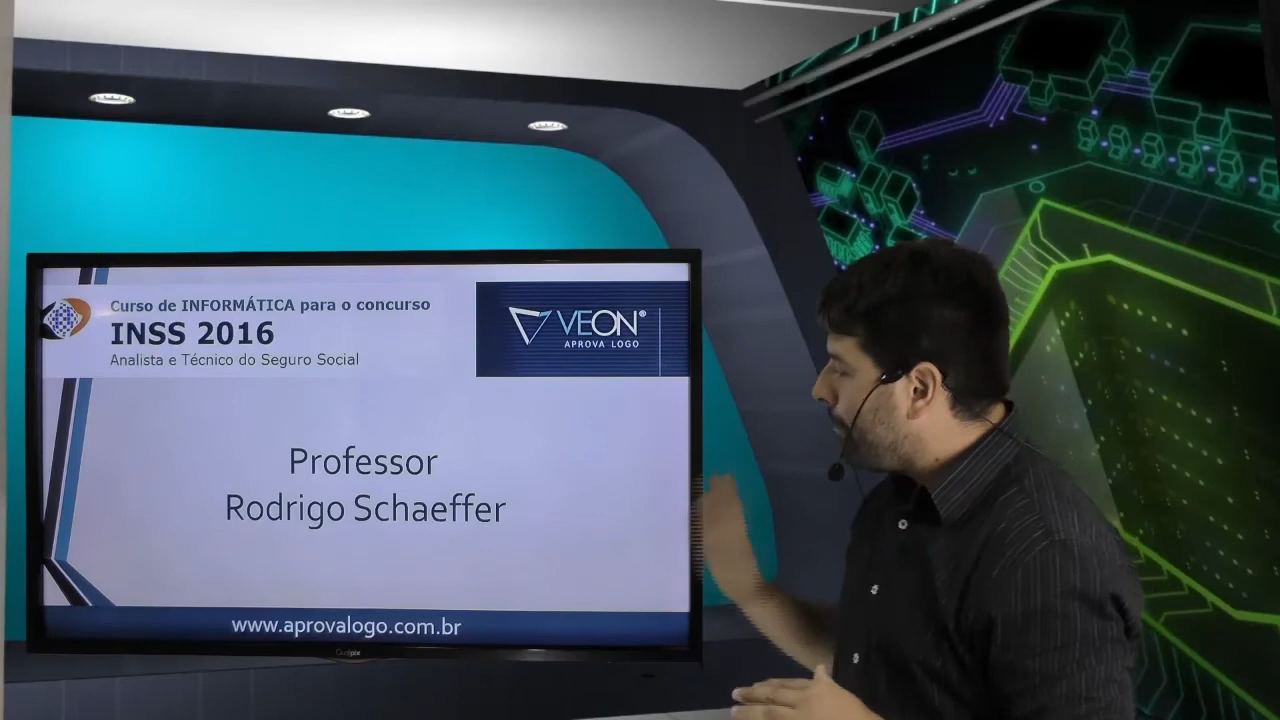 Curso de INFORMÁTICA para o concurso
INSS 2016
Analista e Técnico do Seguro Social
VEON®
APROVA LOGO
Professor
Rodrigo Schaeffer
www.aprovalogo.com.br